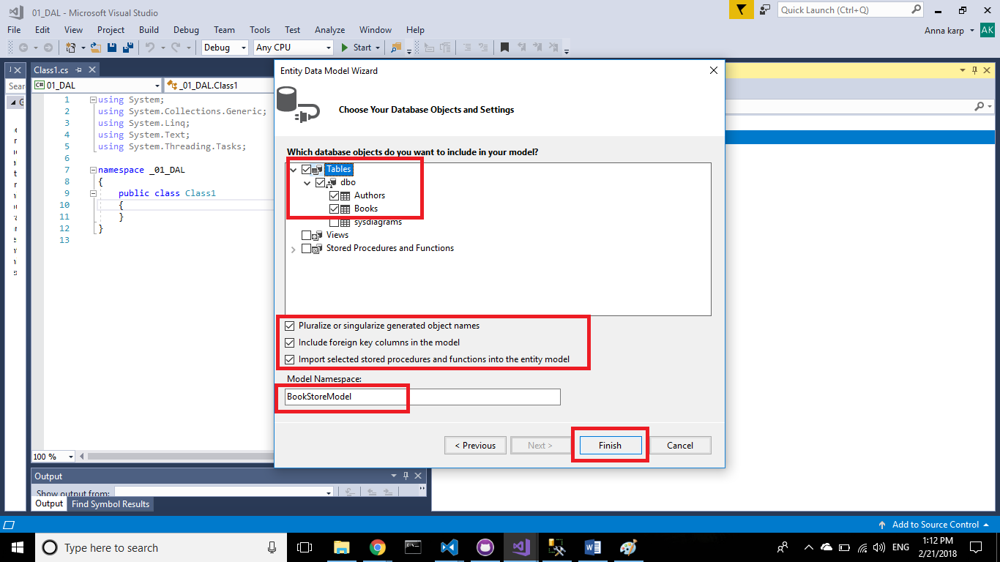 01_DAL - Microsoft Visual Studio
Quick Launch (Ctrl+Q)
File Edit View Project Build Debug Team Tools Test Analyze Window Help
Anna karp AK
Debug Any CPU Start
Class1.cs
Sear
C# 01_DAL _01_DAL.Class1
1 using System;
2 using System.Collections.Generic;
3 using System.Linq;
4 using System.Text;
5 using System.Threading.Tasks;
6
7 namespace _01_DAL
8 {
9 public class Class1
10 {
11 }
12 }
13
100 %
Entity Data Model Wizard
Choose Your Database Objects and Settings
Which database objects do you want to include in your model?
Tables
dbo
Authors
Books
sysdiagrams
Views
Stored Procedures and Functions
Pluralize or singularize generated object names
Include foreign key columns in the model
Import selected stored procedures and functions into the entity model
Model Namespace:
BookStoreModel
< Previous Next > Finish Cancel
Output
Show output from:
Output Find Symbol Results
Add to Source Control
Type here to search
ENG
1:12 PM
2/21/2018